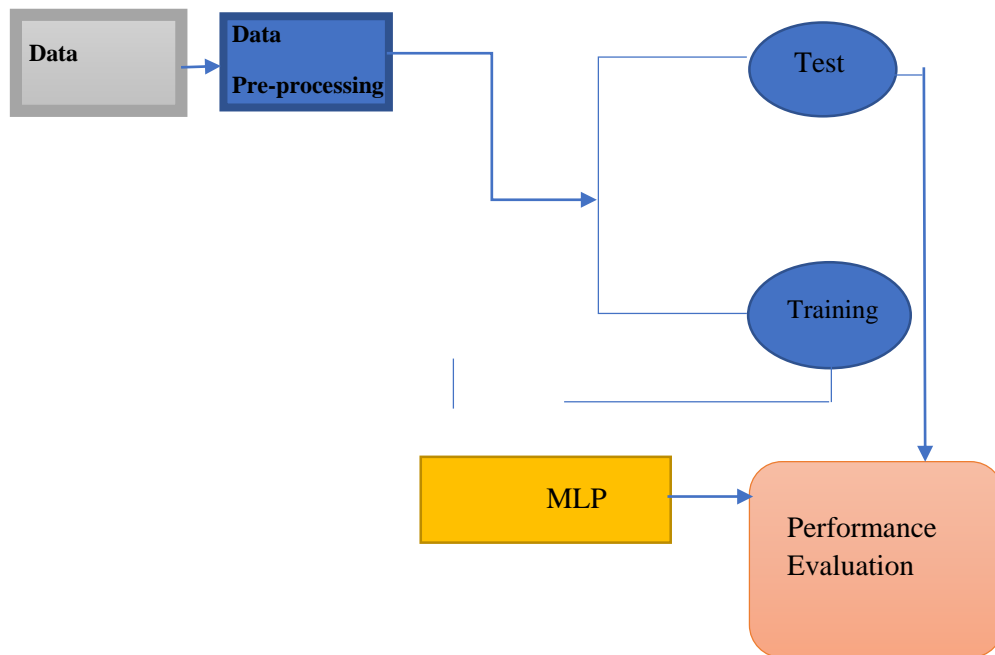 Data
Data
Pre-processing
Test
Training
MLP
Performance
Evaluation